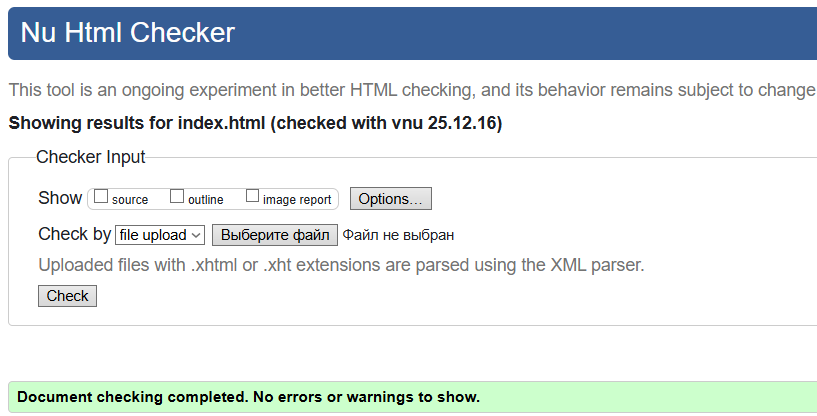 Nu Html Checker
This tool is an ongoing experiment in better HTML checking, and its behavior remains subject to change
Showing results for index.html (checked with vnu 25.12.16)
Checker Input
Show source outline image report Options...
Check by file upload Выберите файл Файл не выбран
Uploaded files with .xhtml or .xht extensions are parsed using the XML parser.
Check
Document checking completed. No errors or warnings to show.